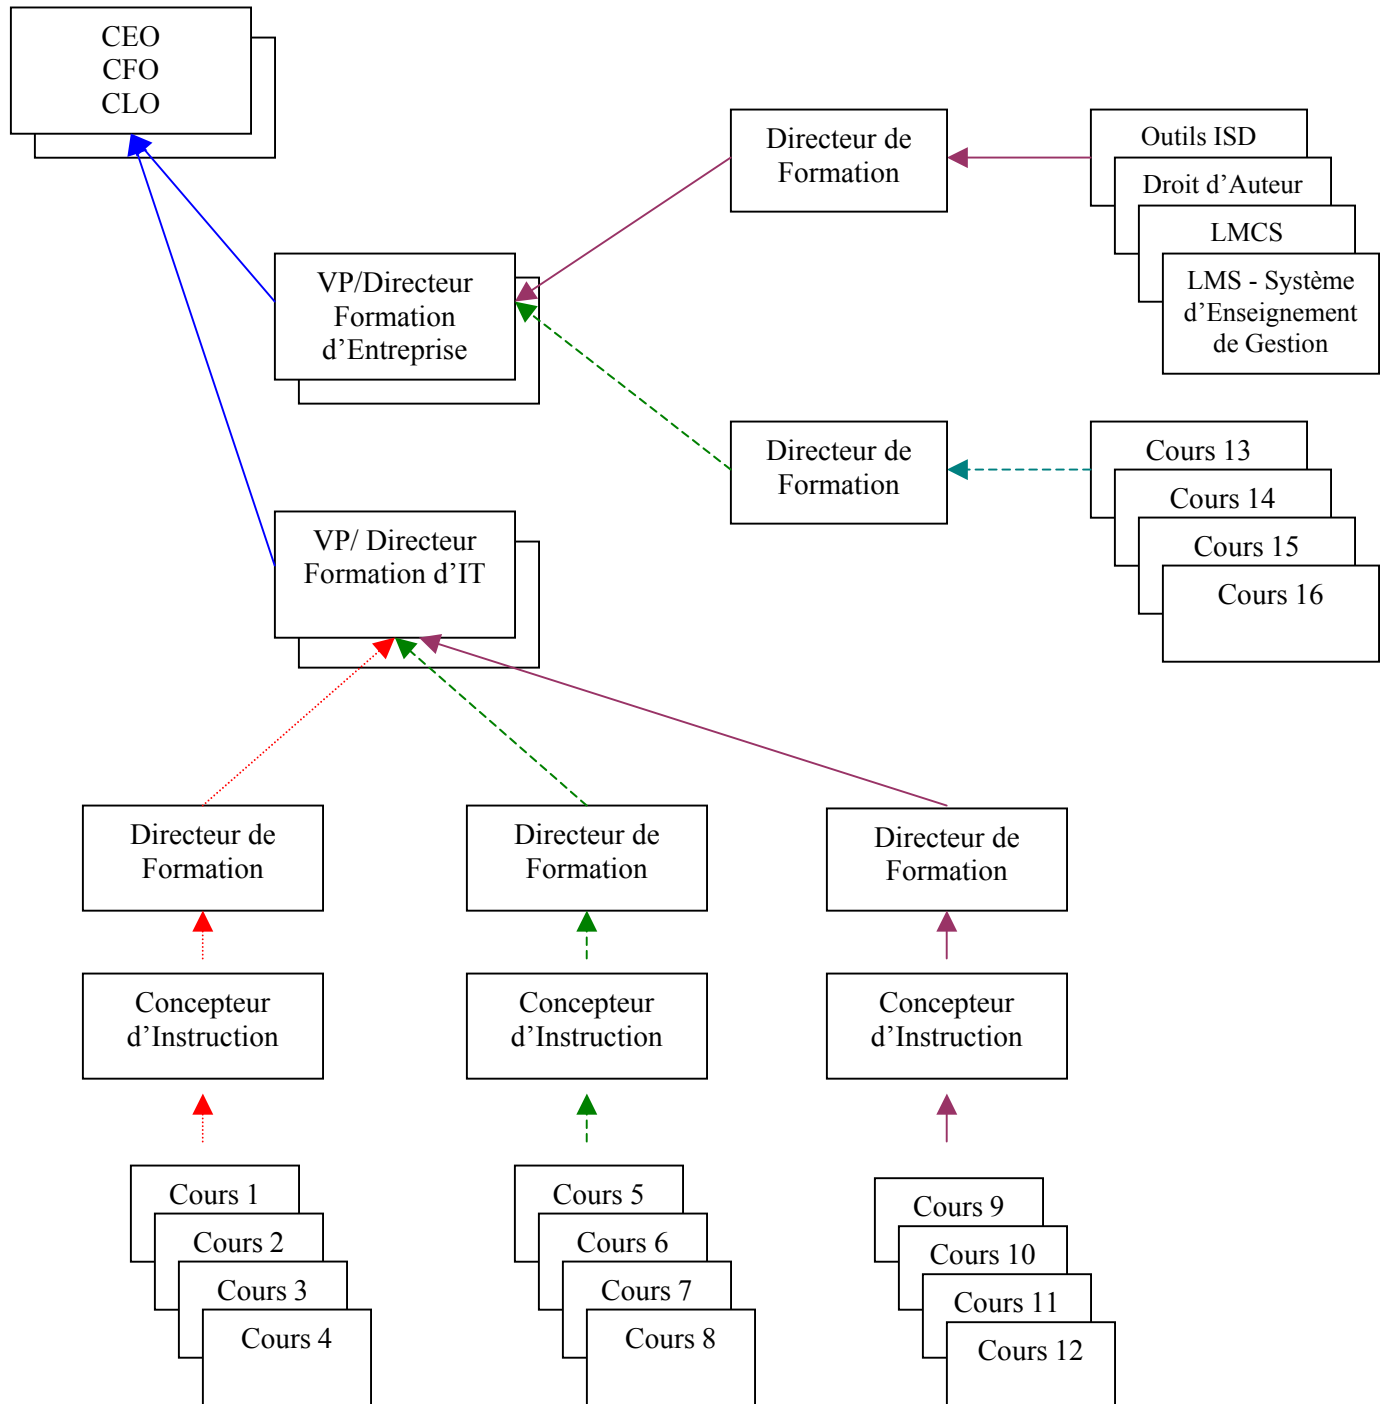 CEO
CFO
CLO
Directeur de
Formation
Outils ISD
Droit d’Auteur
LMCS
LMS - Système
d’Enseignement
de Gestion
VP/Directeur
Formation
d’Entreprise
Directeur de
Formation
Cours 13
Cours 14
Cours 15
Cours 16
VP/ Directeur
Formation d’IT
Directeur de
Formation
Directeur de
Formation
Directeur de
Formation
Concepteur
d’Instruction
Concepteur
d’Instruction
Concepteur
d’Instruction
Cours 1
Cours 2
Cours 3
Cours 4
Cours 5
Cours 6
Cours 7
Cours 8
Cours 9
Cours 10
Cours 11
Cours 12